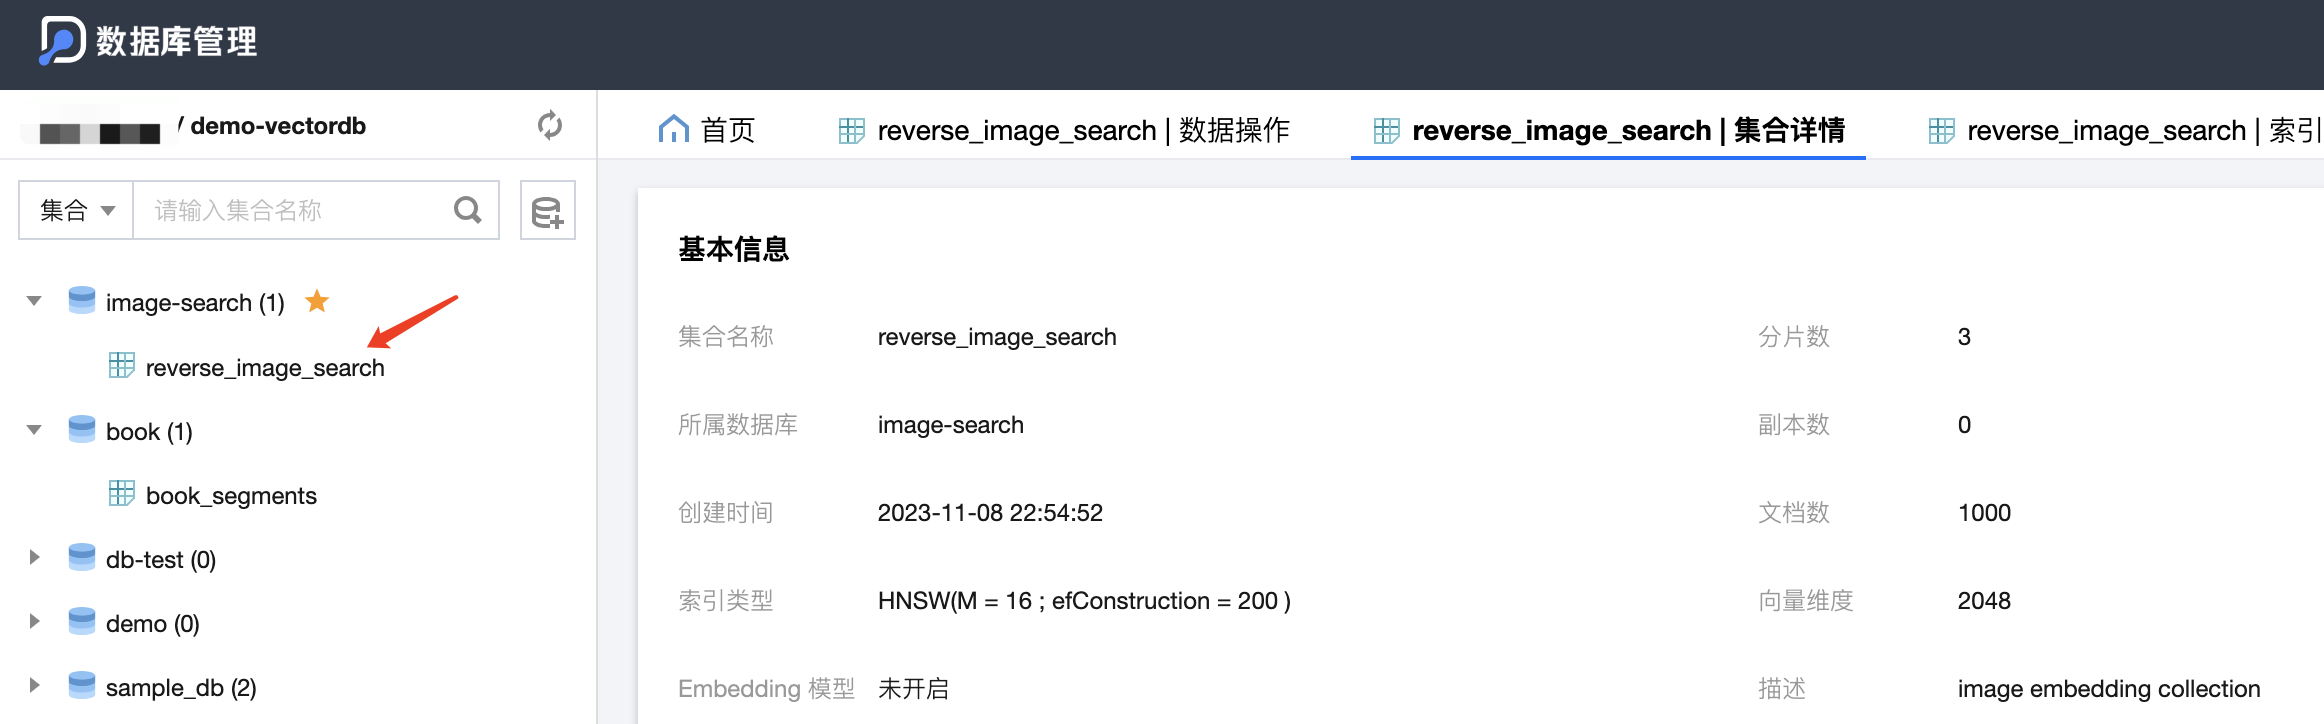 数据库管理
/ demo-vectordb
首页
reverse_image_search | 数据操作
reverse_image_search | 集合详情
reverse_image_search | 索引
集合
请输入集合名称
image-search (1)
reverse_image_search
book (1)
book_segments
db-test (0)
demo (0)
sample_db (2)
基本信息
集合名称 reverse_image_search 分片数 3
所属数据库 image-search 副本数 0
创建时间 2023-11-08 22:54:52 文档数 1000
索引类型 HNSW(M = 16 ; efConstruction = 200 ) 向量维度 2048
Embedding 模型 未开启 描述 image embedding collection